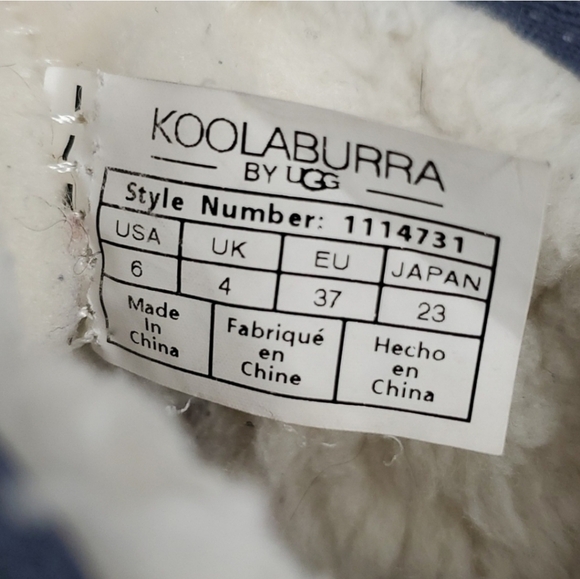 KOOLABURRA
BY UGG
Style Number: 1114731
USA UK EU JAPAN
6 4 37 23
Made
In
China
Fabriqué
en
Chine
Hecho
en
China